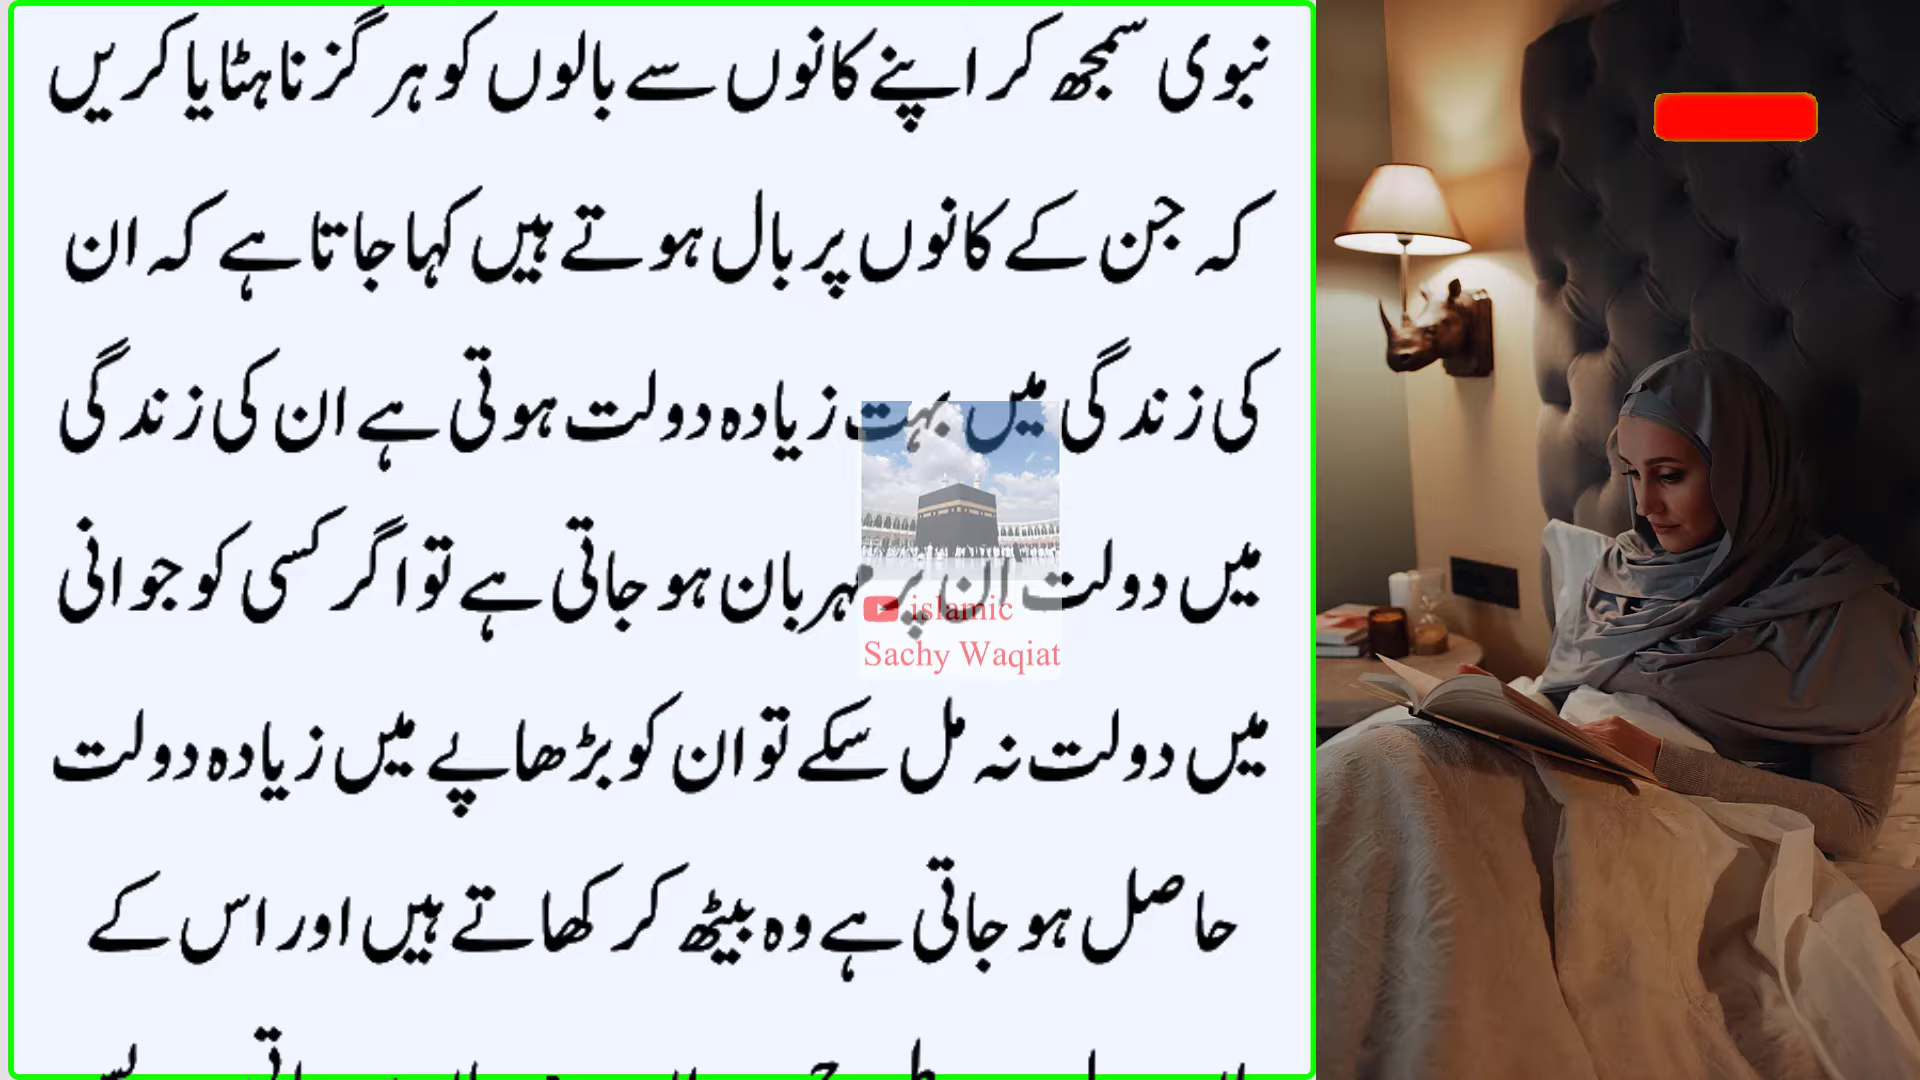 نبوی سمجھ کر اپنے کانوں سے بالوں کو ہر گز نا ہٹایا کریں
کہ جن کے کانوں پر بال ہوتے ہیں کہا جاتا ہے کہ ان
کی زندگی میں بہت زیادہ دولت ہوتی ہے ان کی زندگی
میں دولت ان پر مہربان ہو جاتی ہے تو اگر کسی کو جوانی
میں دولت نہ مل سکے تو ان کو بڑھاپے میں زیادہ دولت
حاصل ہو جاتی ہے وہ بیٹھ کر کھاتے ہیں اور اس کے
islamic
Sachy Waqiat